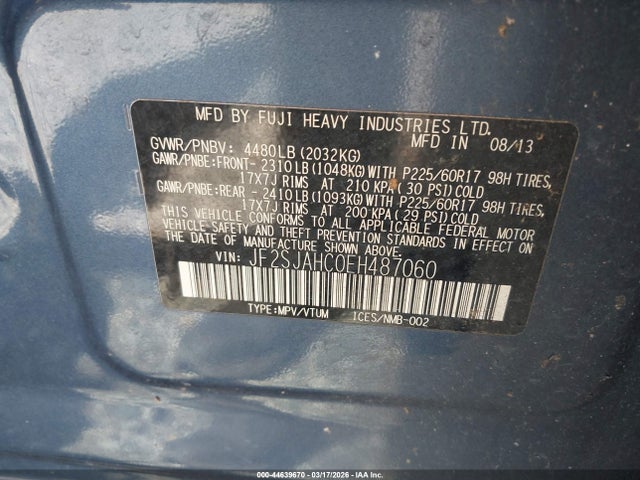 MFD BY FUJI HEAVY INDUSTRIES LTD.
GVWR/PNBV: 4480LB(2032KG) MFD IN 08/13
GAWR/PNBE:FRONT- 2310LB(1048KG)WITH P225/60R17 98H TIRES,
17X7J RIMS AT 210 KPA(30 PSI)COLD
GAWR/PNBE:REAR - 2410LB(1093KG)WITH P225/60R17 98H TIRES,
17X7J RIMS AT 200 KPA(29 PSI)COLD
THIS VEHICLE CONFORMS TO ALL APPLICABLE FEDERAL MOTOR
VEHICLE SAFETY, BUMPER, AND THEFT PREVENTION STANDARDS IN EFFECT
ON THE DATE OF MANUFACTURE SHOWN ABOVE.
VIN: JF2SJAHC0EH487060
TYPE:MPV/VTUM ICES/NMB-002
000-44639670 — 03/17/2026 — IAA Inc.